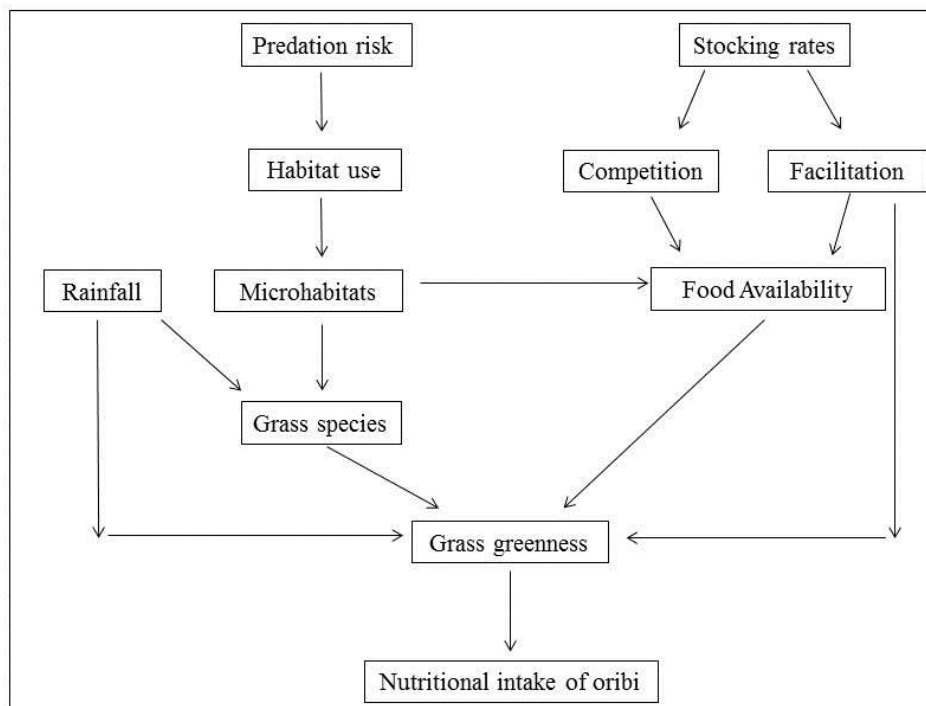 Predation risk
Stocking rates
Habitat use
Competition
Facilitation
Rainfall
Microhabitats
Food Availability
Grass species
Grass greenness
Nutritional intake of oribi